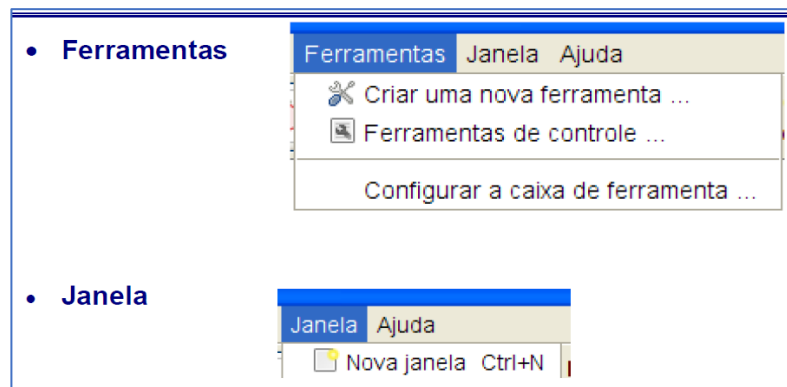 • Ferramentas
Ferramentas Janela Ajuda
Criar uma nova ferramenta ...
Ferramentas de controle ...
Configurar a caixa de ferramenta ...
• Janela
Janela Ajuda
Nova janela Ctrl+N